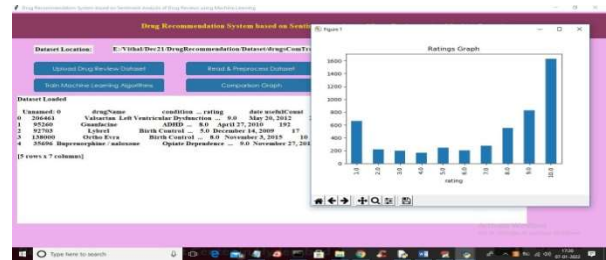 Drug Recommendation System based on Sentiment Analysis of Drug Reviews using Machine Learning
Drug Recommendation System based on Senti
Dataset Location: E:/Vithal/Dec21/DrugRecommendation/Dataset/drugsComTr
Upload Drug Review Dataset Read & Preprocess Dataset
Train Machine Learning Algorithms Comparison Graph
Dataset Loaded
Unnamed: 0 drugName condition ... rating date usefulCount
0 206461 Valsartan Left Ventricular Dysfunction ... 9.0 May 20, 2012
1 95260 Guanfacine ADHD ... 8.0 April 27, 2010 192
2 92703 Lybrel Birth Control ... 5.0 December 14, 2009 17
3 138000 Ortho Evra Birth Control ... 8.0 November 3, 2015 10
4 35696 Buprenorphine / naloxone Opiate Dependence ... 9.0 November 27, 201
[5 rows x 7 columns]
Figure 1
Ratings Graph
1600
1400
1200
1000
800
600
400
200
0
1.0 2.0 3.0 4.0 5.0 6.0 7.0 8.0 9.0 10.0
rating
Type here to search
17:20
07-01-2022